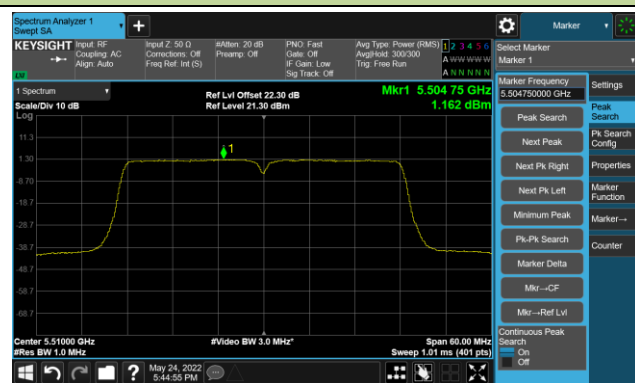 Spectrum Analyzer 1
Swept SA
Marker
KEYSIGHT
Input: RF
Coupling: AC
Align: Auto
Input Z: 50 Ω
Corrections: Off
Freq Ref: Int (S)
#Atten: 20 dB
Preamp: Off
PNO: Fast
Gate: Off
IF Gain: Low
Sig Track: Off
Avg Type: Power (RMS)
Avg|Hold: 300/300
Trig: Free Run
1 2 3 4 5 6
A W W W W W
A N N N N N
Select Marker
Marker 1
LW
1 Spectrum
Scale/Div 10 dB
Log
Ref Lvl Offset 22.30 dB
Ref Level 21.30 dBm
Mkr1 5.504 75 GHz
1.162 dBm
11.3
1.30
-8.70
-18.7
-28.7
-38.7
-48.7
-58.7
-68.7
1
Center 5.51000 GHz
#Res BW 1.0 MHz
#Video BW 3.0 MHz*
Span 60.00 MHz
Sweep 1.01 ms (401 pts)
Marker Frequency
5.504750000 GHz
Peak Search
Next Peak
Next Pk Right
Next Pk Left
Minimum Peak
Pk-Pk Search
Marker Delta
Mkr→CF
Mkr→Ref Lvl
Continuous Peak
Search
On
Off
Settings
Peak
Search
Pk Search
Config
Properties
Marker
Function
Marker→
Counter
?
May 24, 2022
5:44:55 PM